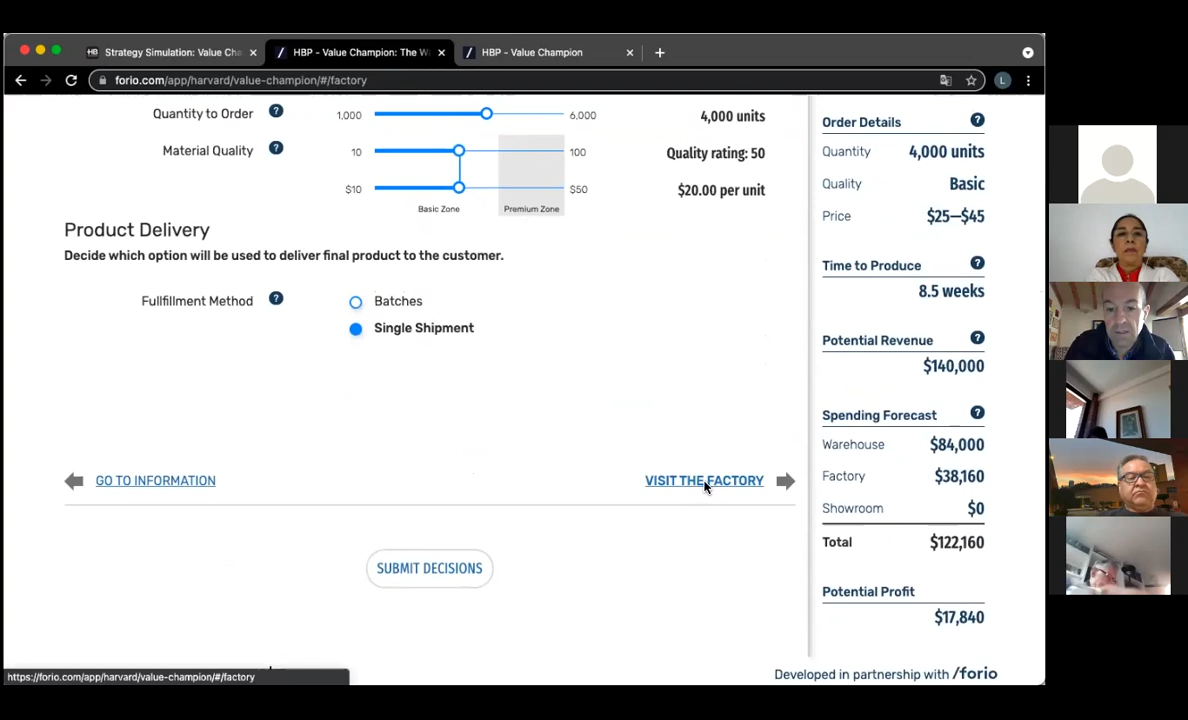 Strategy Simulation: Value Cha
HBP - Value Champion: The W
HBP - Value Champion
forio.com/app/harvard/value-champion/#/factory
L
Quantity to Order ? 1,000 6,000 4,000 units
Material Quality ? 10 100 Quality rating: 50
$10 $50 $20.00 per unit
Basic Zone Premium Zone
Product Delivery
Decide which option will be used to deliver final product to the customer.
Fullfillment Method ? Batches
Single Shipment
GO TO INFORMATION
VISIT THE FACTORY
SUBMIT DECISIONS
Order Details ?
Quantity 4,000 units
Quality Basic
Price $25—$45
Time to Produce ?
8.5 weeks
Potential Revenue ?
$140,000
Spending Forecast ?
Warehouse $84,000
Factory $38,160
Showroom $0
Total $122,160
Potential Profit
$17,840
https://forio.com/app/harvard/value-champion/#/factory
Developed in partnership with /forio